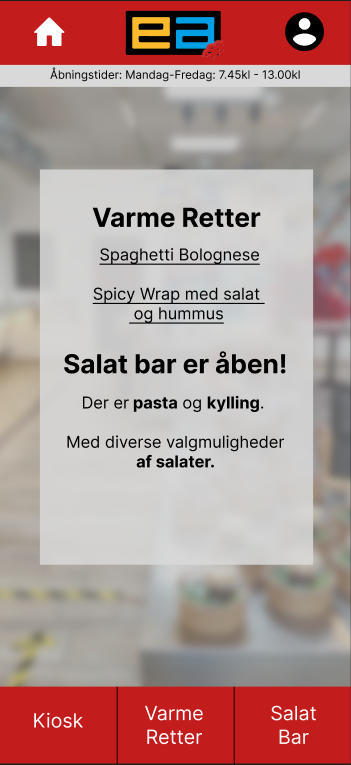 ea
Åbningstider: Mandag-Fredag: 7.45kl - 13.00kl
Varme Retter
Spaghetti Bolognese
Spicy Wrap med salat
og hummus
Salat bar er åben!
Der er pasta og kylling.
Med diverse valgmuligheder
af salater.
Kiosk
Varme
Retter
Salat
Bar